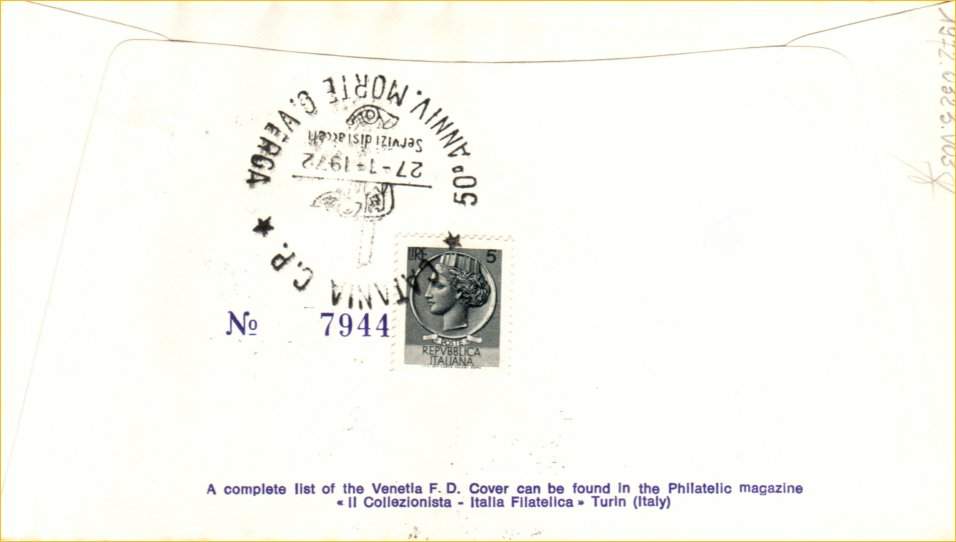 50º ANNIV. MORTE G. VERGA
Servizi distaccati
27-1-1972
CATANIA C.P.
LIRE 5
POSTE
REPVBBLICA
ITALIANA
№ 7944
A complete list of the Venetia F. D. Cover can be found in the Philatelic magazine
« Il Collezionista - Italia Filatelica » Turin (Italy)